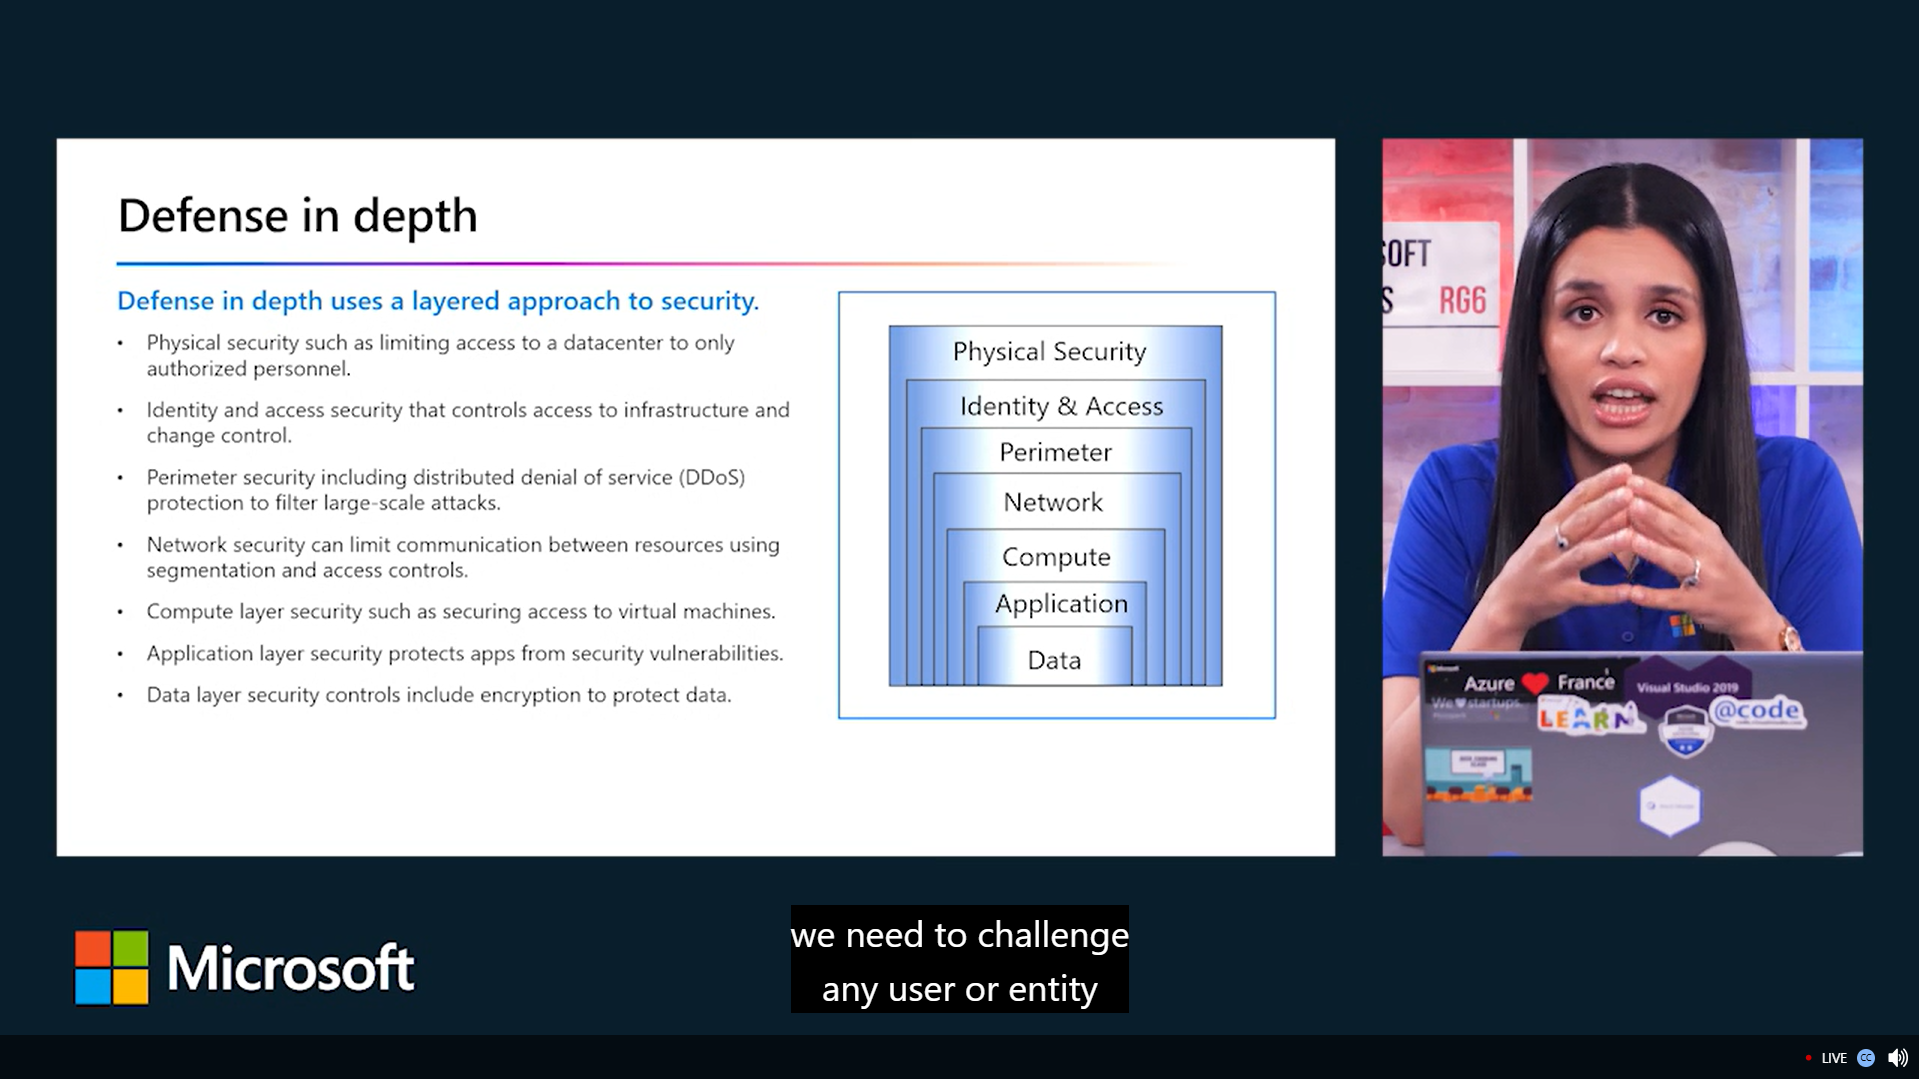 Defense in depth
Defense in depth uses a layered approach to security.
• Physical security such as limiting access to a datacenter to only
authorized personnel.
• Identity and access security that controls access to infrastructure and
change control.
• Perimeter security including distributed denial of service (DDoS)
protection to filter large-scale attacks.
• Network security can limit communication between resources using
segmentation and access controls.
• Compute layer security such as securing access to virtual machines.
• Application layer security protects apps from security vulnerabilities.
• Data layer security controls include encryption to protect data.
Physical Security
Identity & Access
Perimeter
Network
Compute
Application
Data
SOFT
S RG6
Microsoft
Azure France
We startups
Visual Studio 2019
LEARN
@code
Microsoft
we need to challenge
any user or entity
LIVE
CC